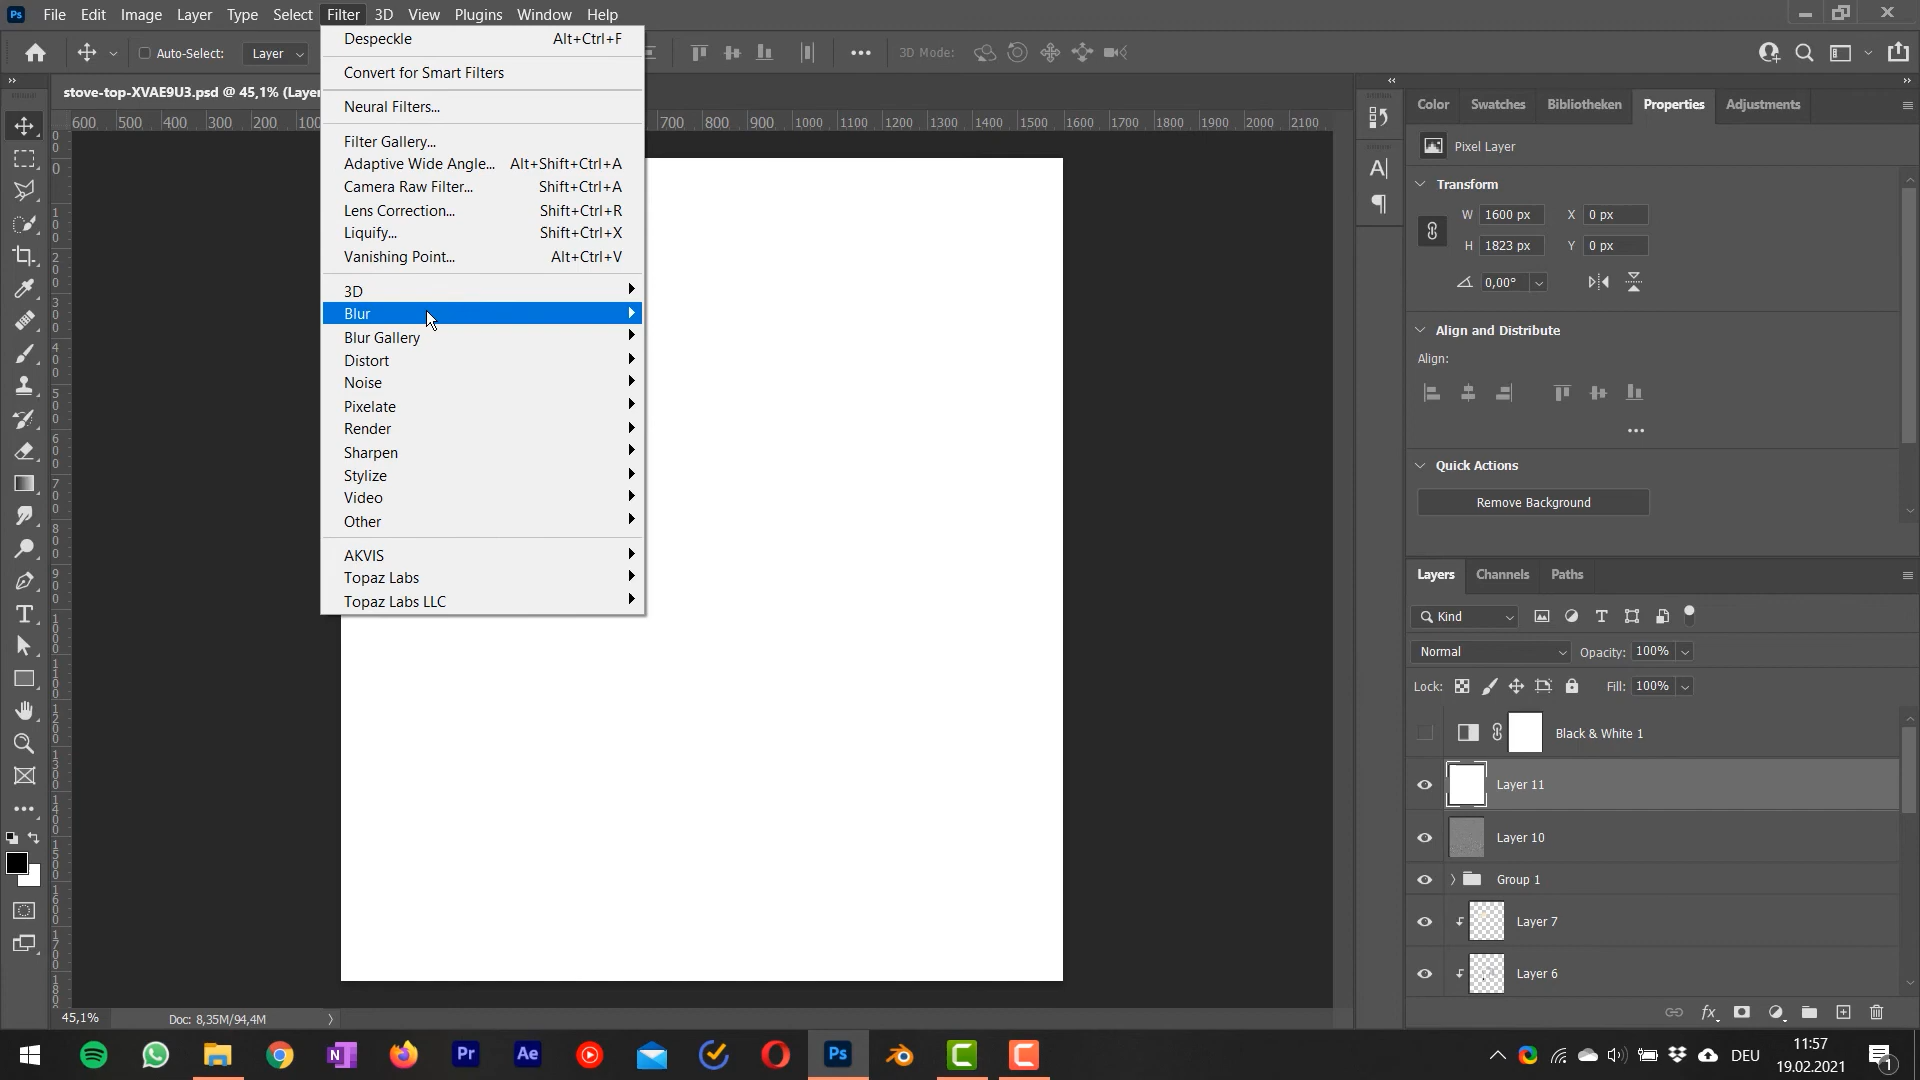 Ps File Edit Image Layer Type Select Filter 3D View Plugins Window Help
Auto-Select: Layer 3D Mode:
stove-top-XVAE9U3.psd @ 45,1% (Layer
600 500 400 300 200 100 700 800 900 1000 1100 1200 1300 1400 1500 1600 1700 1800 1900 2000 2100
Despeckle Alt+Ctrl+F
Convert for Smart Filters
Neural Filters...
Filter Gallery...
Adaptive Wide Angle... Alt+Shift+Ctrl+A
Camera Raw Filter... Shift+Ctrl+A
Lens Correction... Shift+Ctrl+R
Liquify... Shift+Ctrl+X
Vanishing Point... Alt+Ctrl+V
3D
Blur
Blur Gallery
Distort
Noise
Pixelate
Render
Sharpen
Stylize
Video
Other
AKVIS
Topaz Labs
Topaz Labs LLC
Color Swatches Bibliotheken Properties Adjustments
Pixel Layer
Transform
W 1600 px X 0 px
H 1823 px Y 0 px
0,00°
Align and Distribute
Align:
Quick Actions
Remove Background
Layers Channels Paths
Kind
Normal Opacity: 100%
Lock: Fill: 100%
Black & White 1
Layer 11
Layer 10
Group 1
Layer 7
Layer 6
45,1% Doc: 8,35M/94,4M
DEU 11:57
19.02.2021
1